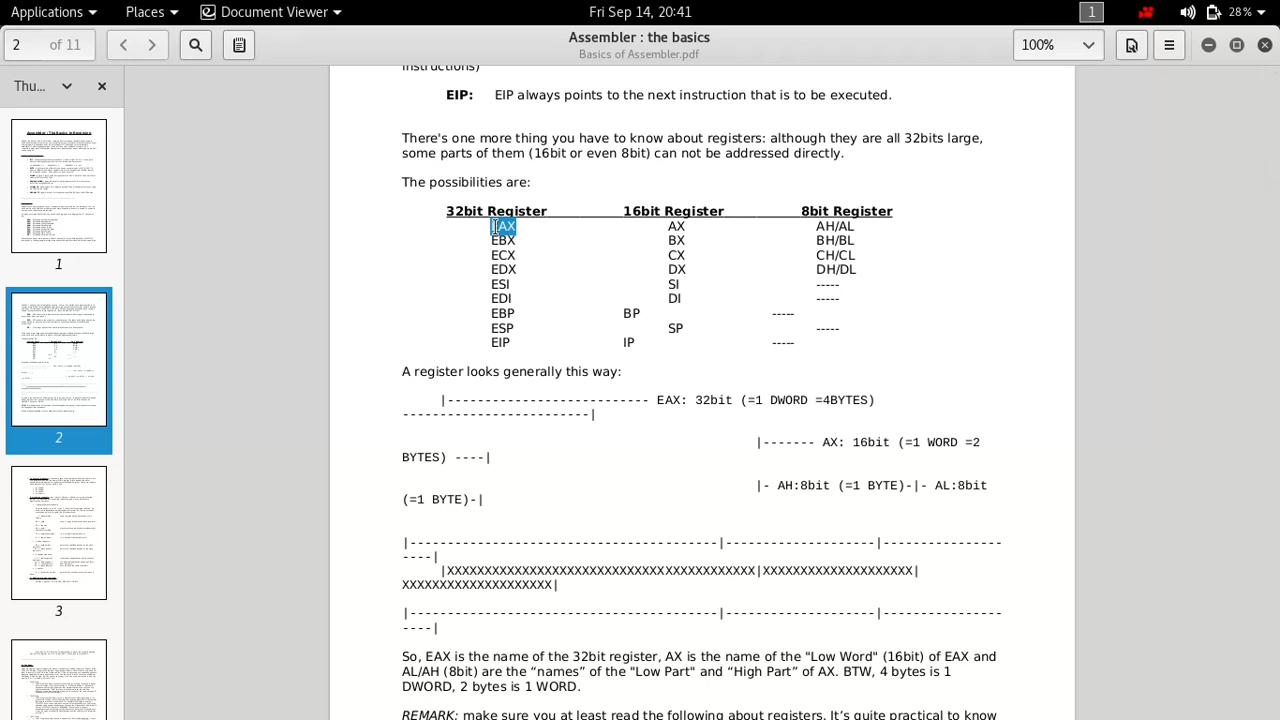 Applications Places Document Viewer Fri Sep 14, 20:41 1 28%
2 of 11 Assembler : the basics 100%
Basics of Assembler.pdf
Thu...
1
2
3
instructions)
EIP: EIP always points to the next instruction that is to be executed.
There's one more thing you have to know about registers: although they are all 32bits large,
some parts of them (16bit or even 8bit) can not be addressed directly.
The possibilities are:
32bit Register 16bit Register 8bit Register
EAX AX AH/AL
EBX BX BH/BL
ECX CX CH/CL
EDX DX DH/DL
ESI SI -----
EDI DI -----
EBP BP -----
ESP SP -----
EIP IP -----
A register looks generally this way:
|--------------------------- EAX: 32bit (=1 DWORD =4BYTES)
-------------------------|
|------- AX: 16bit (=1 WORD =2
BYTES) ----|
|- AH:8bit (=1 BYTE)-|- AL:8bit
(=1 BYTE)-|
|-----------------------------------------|--------------------|----------------
----|
|XXXXXXXXXXXXXXXXXXXXXXXXXXXXXXXXXXXXXXXXX|XXXXXXXXXXXXXXXXXXXX|
XXXXXXXXXXXXXXXXXXXX|
|-----------------------------------------|--------------------|----------------
----|
So, EAX is the name of the 32bit register, AX is the name of the "Low Word" (16bit) of EAX and
AL/AH (8bit) are the “names” of the "Low Part" and “High Part” of AX. BTW, 4 bytes is 1
DWORD, 2 bytes is 1 WORD.
REMARK: make sure you at least read the following about registers. It’s quite practical to know